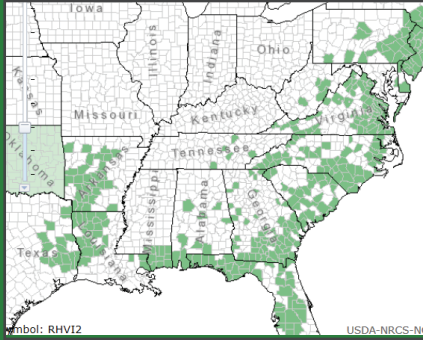 Iowa
Illinois
Indiana
Ohio
Kansas
Missouri
Kentucky
Virginia
Oklahoma
Arkansas
Tennessee
Mississippi
Alabama
Georgia
Texas
Louisiana
mbol: RHVI2
USDA-NRCS-N